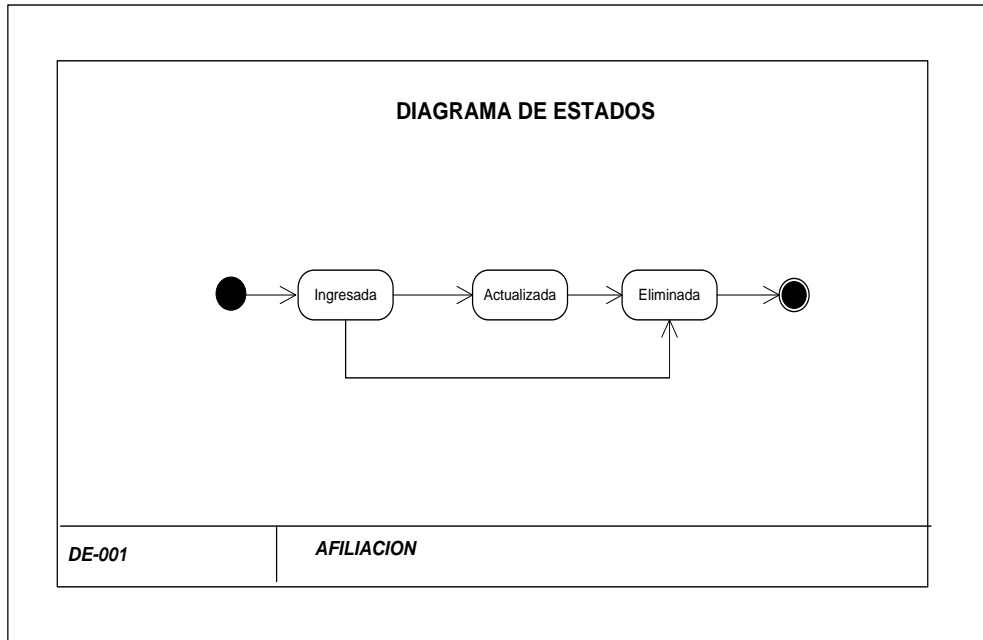 DIAGRAMA DE ESTADOS
Ingresada
Actualizada
Eliminada
DE-001
AFILIACION